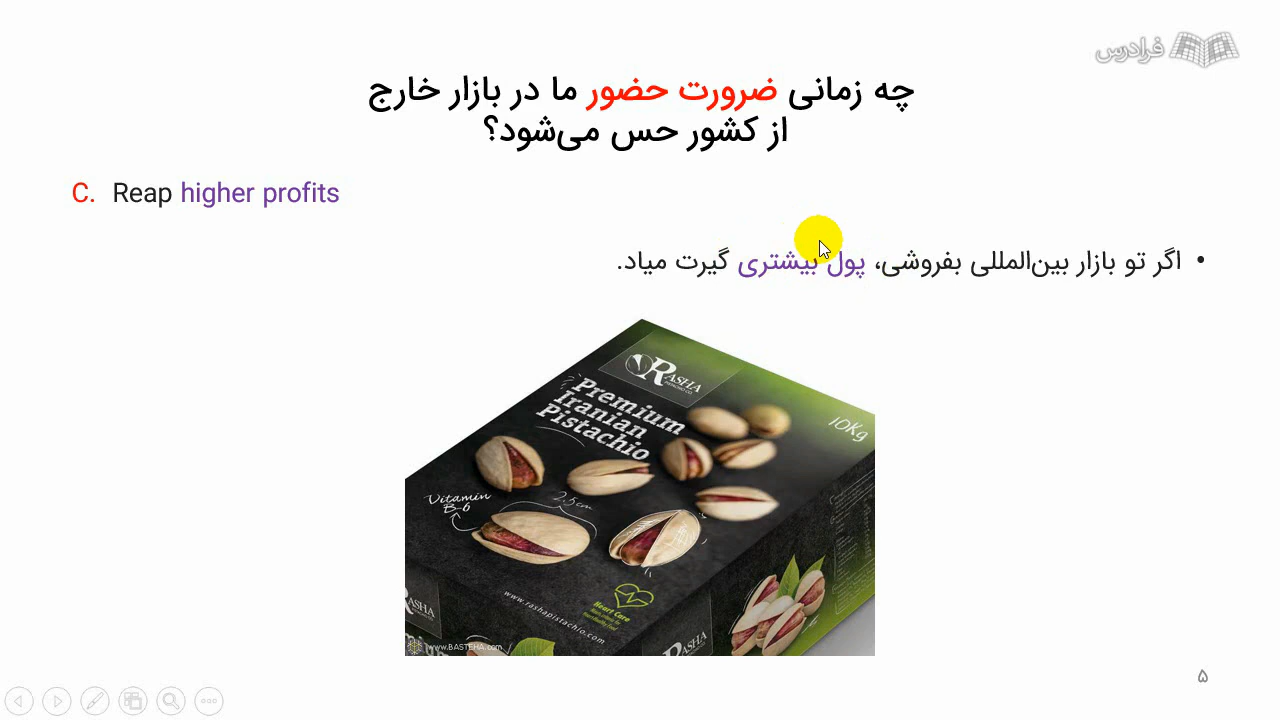 فرادرس
چه زمانی ضرورت حضور ما در بازار خارج
از کشور حس می‌شود؟
C. Reap higher profits
• اگر تو بازار بین‌المللی بفروشی، پول بیشتری گیرت میاد.
RASHA
PISTACHIO CO.
Premium
Iranian
Pistachio
10Kg
Vitamin
B-6
2.5cm
www.rashapistachio.com
Heart Care
RASHA
RASHA
www.BASTEHA.com
۵